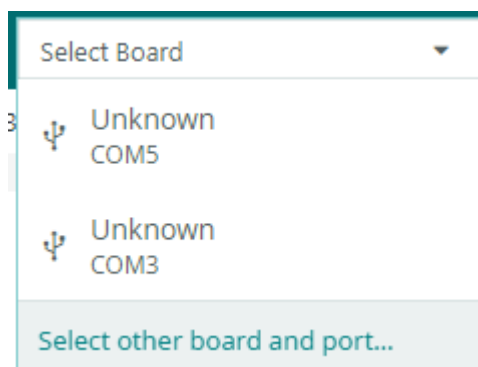 Select Board
Unknown
COM5
Unknown
COM3
Select other board and port...